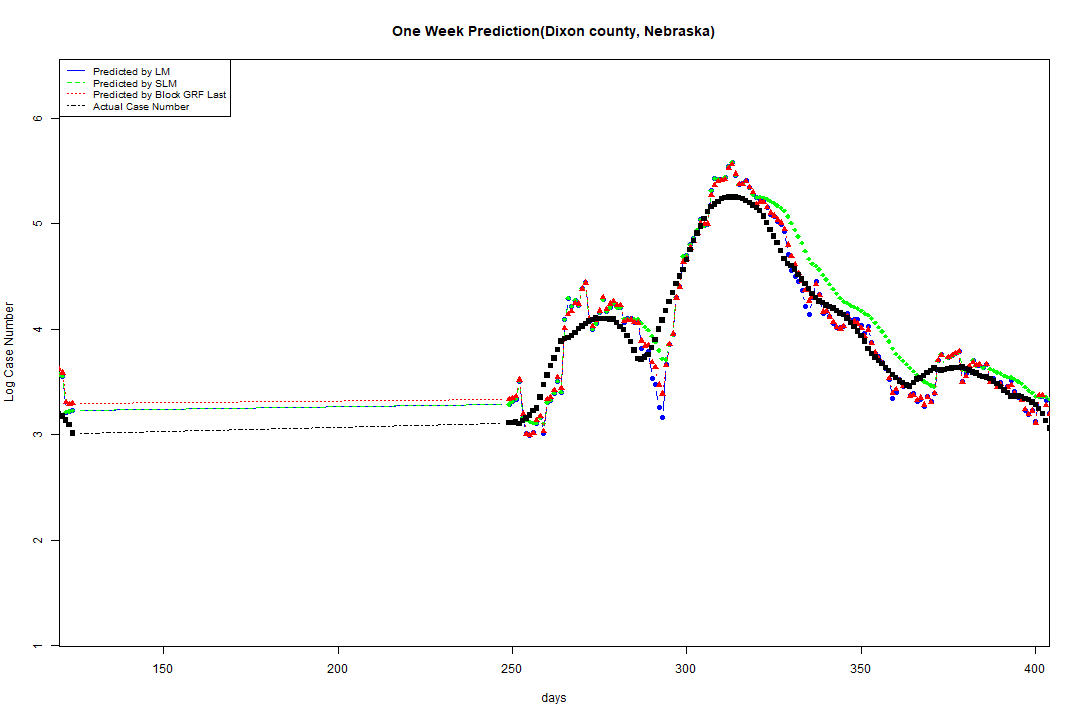 One Week Prediction(Dixon county, Nebraska)
Predicted by LM
Predicted by SLM
Predicted by Block GRF Last
Actual Case Number
6
5
4
3
2
1
Log Case Number
150 200 250 300 350 400
days